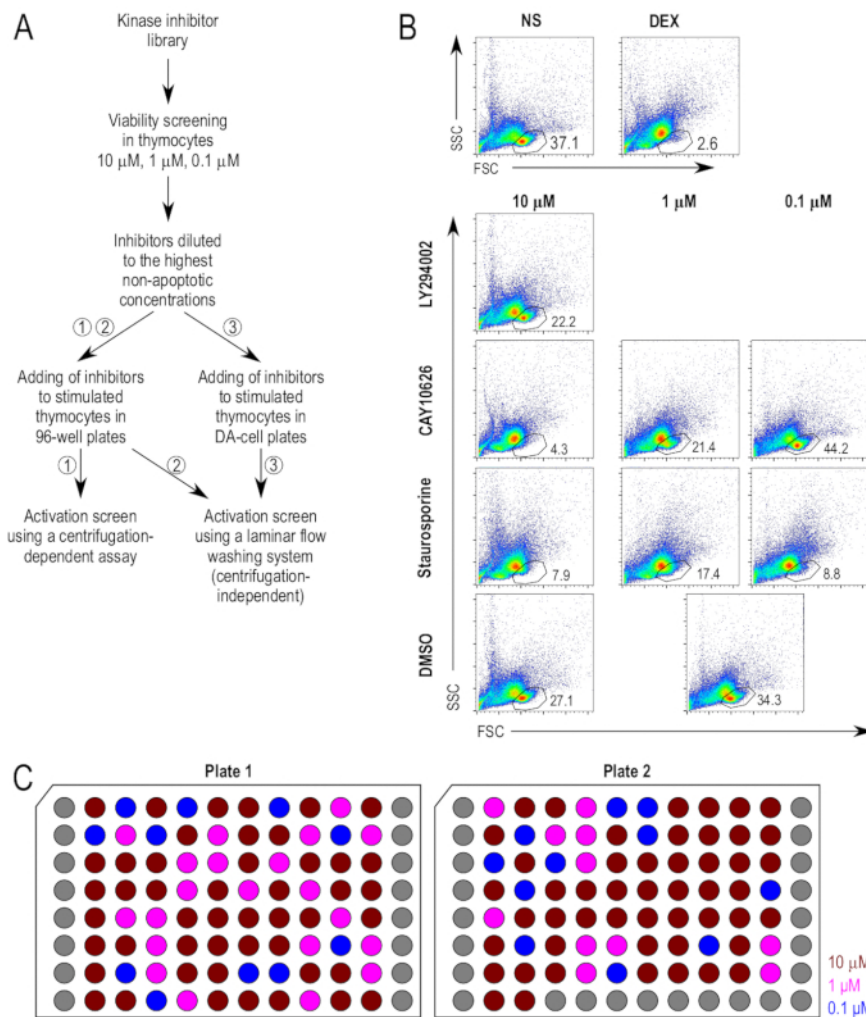 A
Kinase inhibitor
library
Viability screening
in thymocytes
10 µM, 1 µM, 0.1 µM
Inhibitors diluted
to the highest
non-apoptotic
concentrations
① ②
③
Adding of inhibitors
to stimulated
thymocytes in
96-well plates
Adding of inhibitors
to stimulated
thymocytes in
DA-cell plates
①
②
③
Activation screen
using a centrifugation-
dependent assay
Activation screen
using a laminar flow
washing system
(centrifugation-
independent)
B
NS
DEX
SSC
37.1
2.6
FSC
10 µM
1 µM
0.1 µM
LY294002
22.2
CAY10626
4.3
21.4
44.2
Staurosporine
7.9
17.4
8.8
DMSO
27.1
34.3
SSC
FSC
C
Plate 1
Plate 2
10 µM
1 µM
0.1 µM